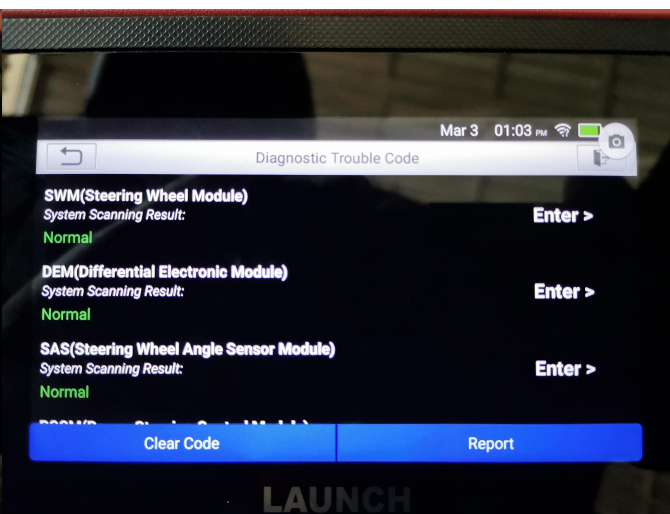 Mar 3 01:03 PM
Diagnostic Trouble Code
SWM(Steering Wheel Module)
System Scanning Result:
Enter >
Normal
DEM(Differential Electronic Module)
System Scanning Result:
Enter >
Normal
SAS(Steering Wheel Angle Sensor Module)
System Scanning Result:
Enter >
Normal
Clear Code
Report
LAUNCH